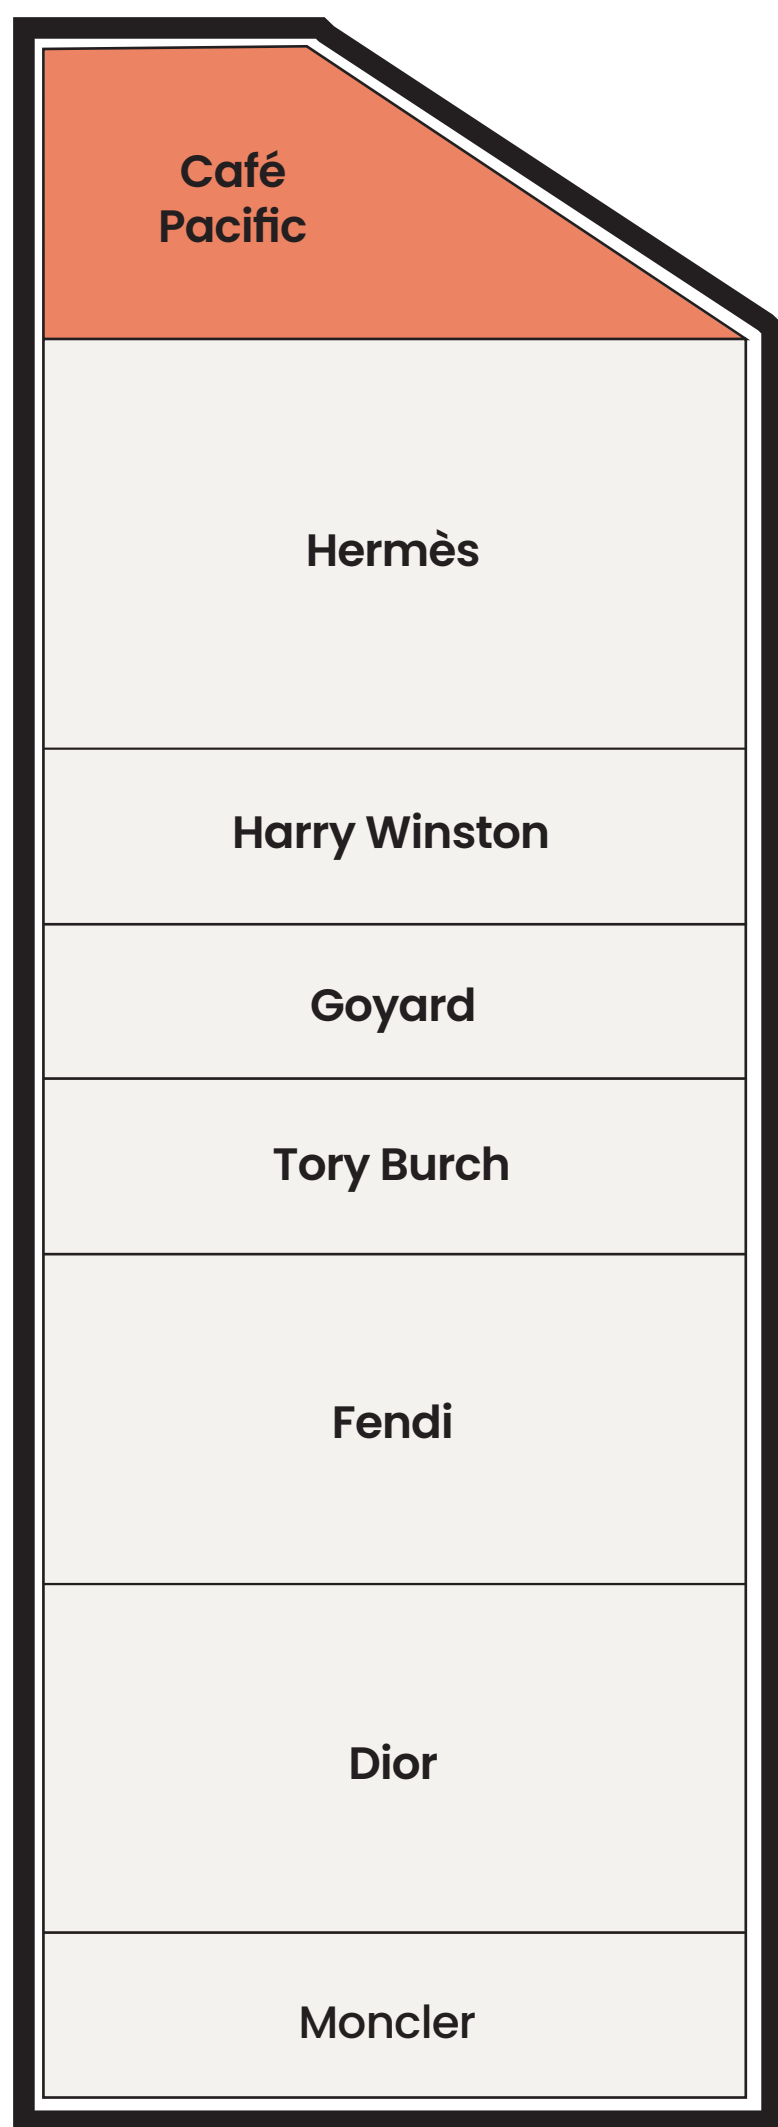 Café
Pacific
Hermès
Harry Winston
Goyard
Tory Burch
Fendi
Dior
Moncler